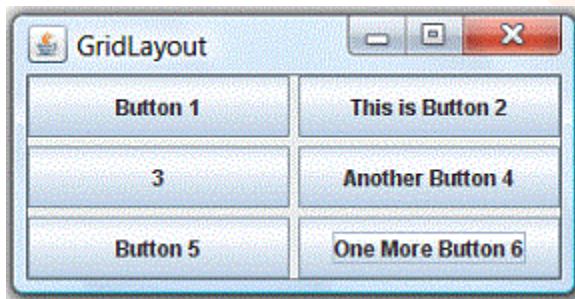 GridLayout
Button 1
This is Button 2
3
Another Button 4
Button 5
One More Button 6